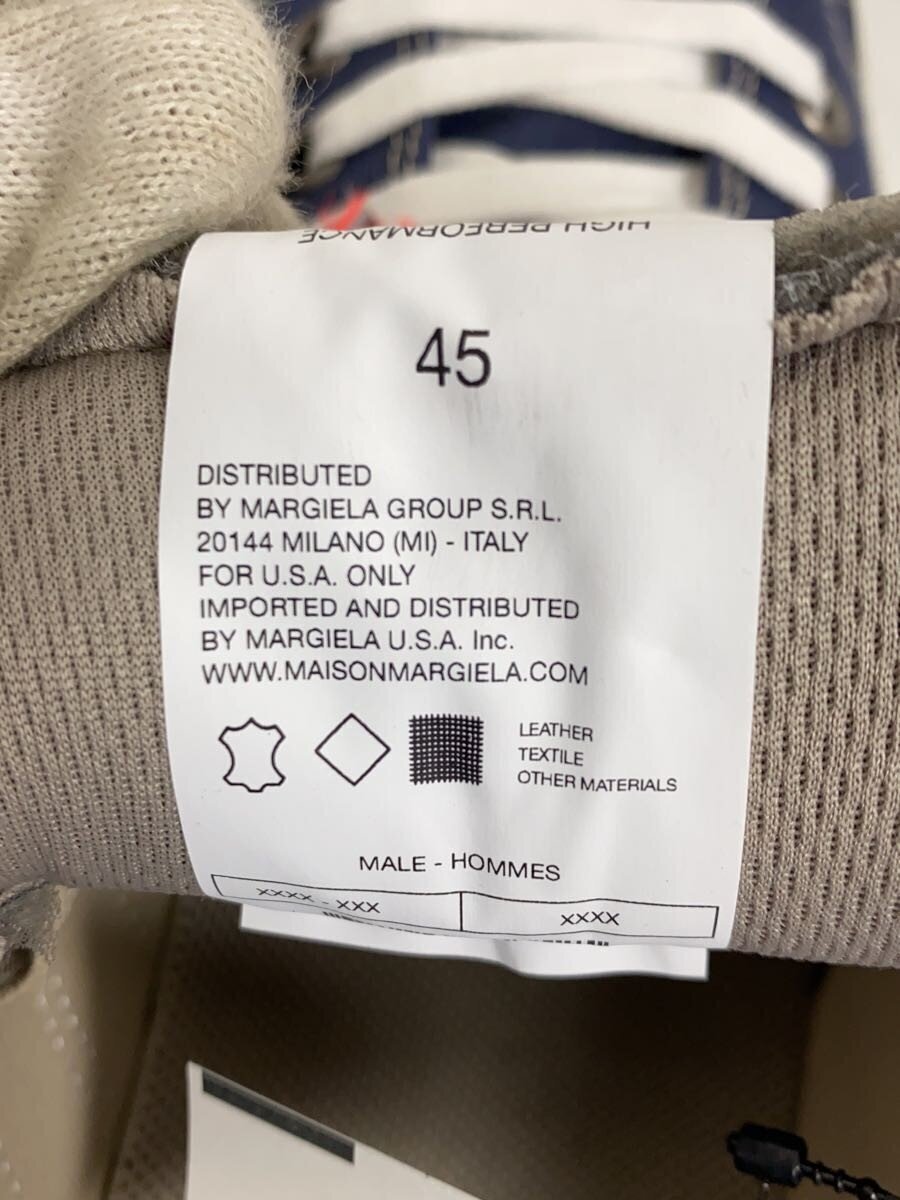 HIGH PERFORMANCE
45
DISTRIBUTED
BY MARGIELA GROUP S.R.L.
20144 MILANO (MI) - ITALY
FOR U.S.A. ONLY
IMPORTED AND DISTRIBUTED
BY MARGIELA U.S.A. Inc.
WWW.MAISONMARGIELA.COM
LEATHER
TEXTILE
OTHER MATERIALS
MALE - HOMMES
XXXX - XXX
XXXX